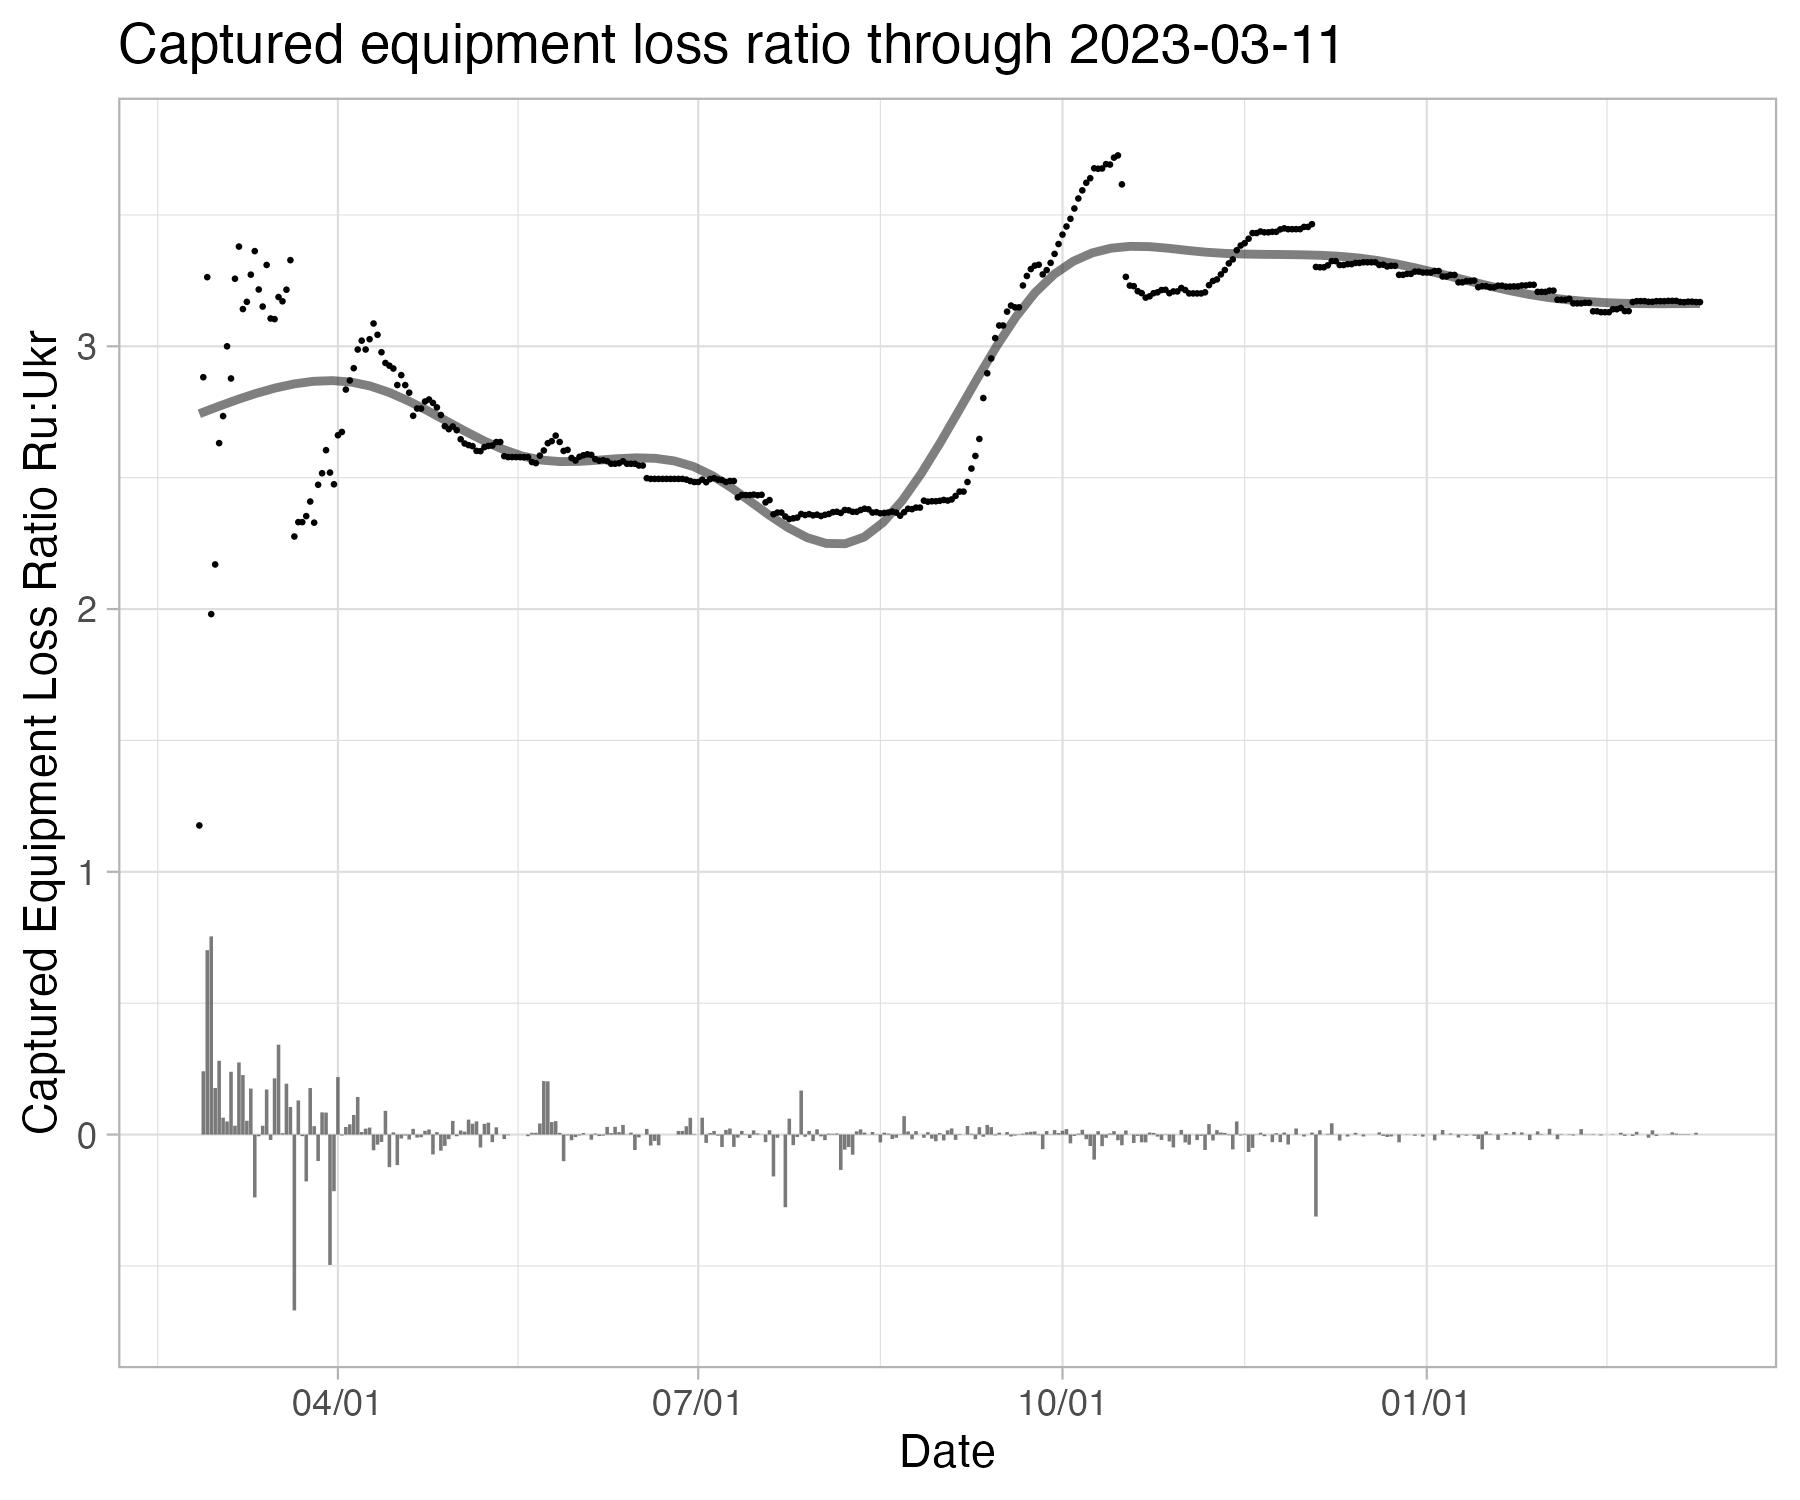 Captured equipment loss ratio through 2023-03-11
Captured Equipment Loss Ratio Ru:Ukr
3
2
1
0
04/01
07/01
10/01
01/01
Date